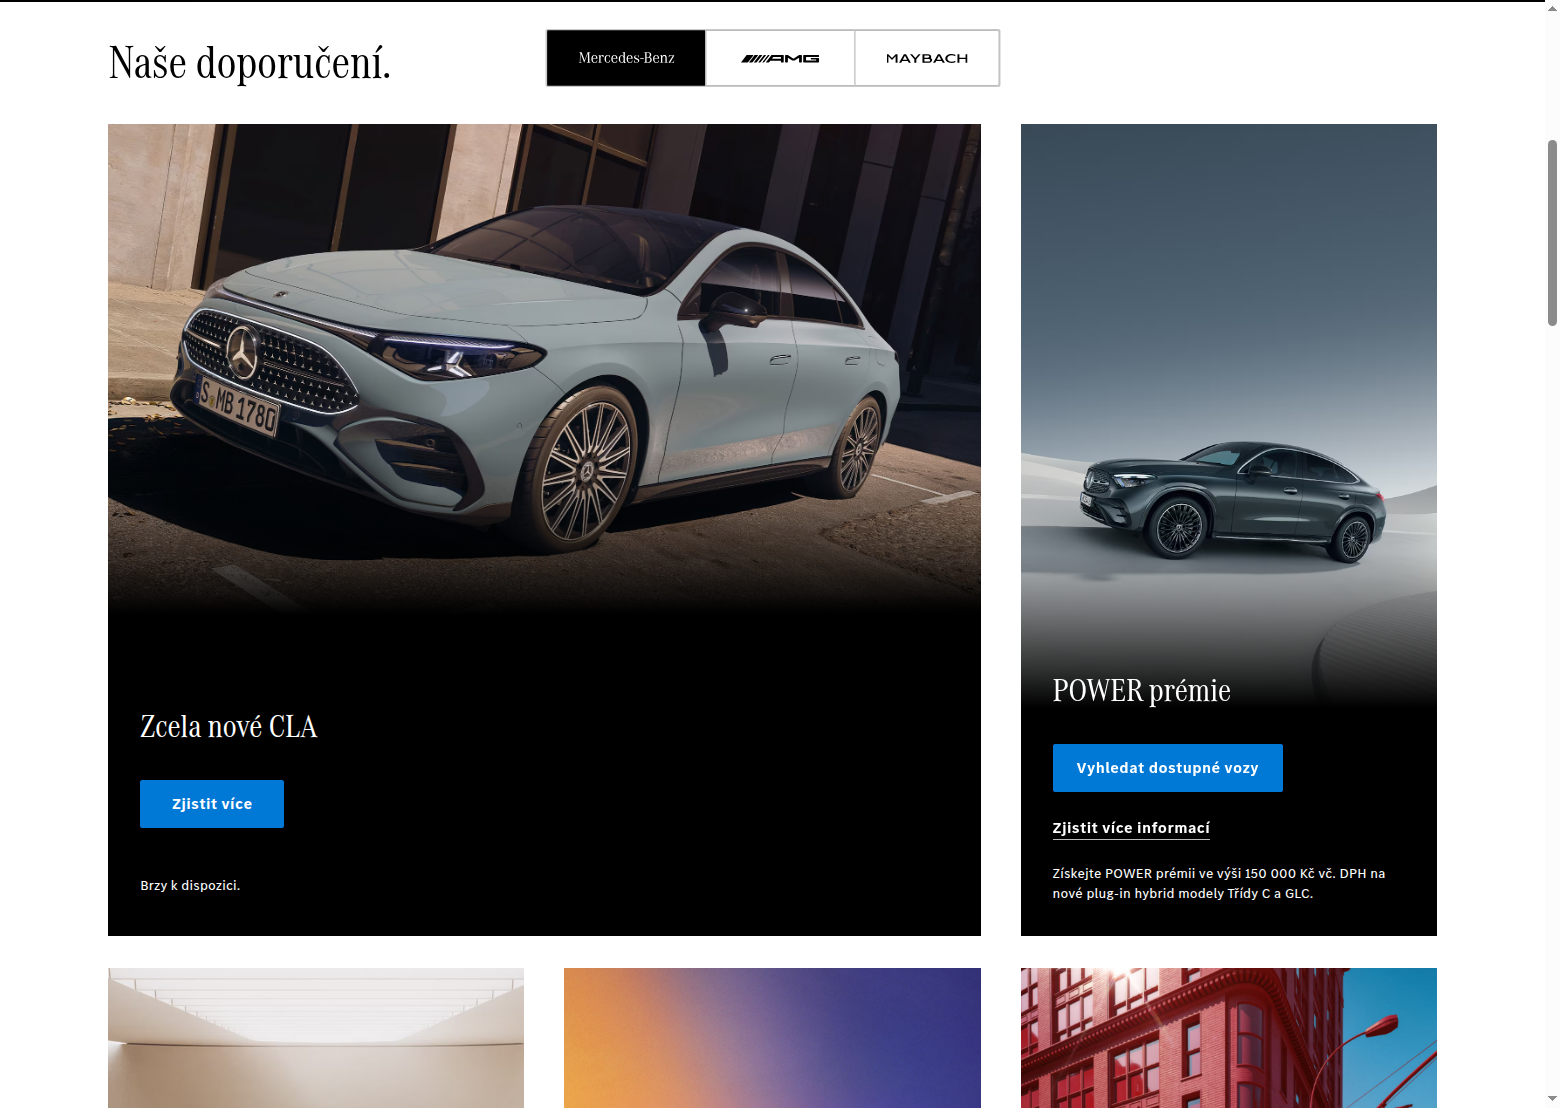 Naše doporučení.
Mercedes-Benz
AMG
MAYBACH
S MB 1780
Zcela nové CLA
Zjistit více
Brzy k dispozici.
POWER prémie
Vyhledat dostupné vozy
Zjistit více informací
Získejte POWER prémii ve výši 150 000 Kč vč. DPH na
nové plug-in hybrid modely Třídy C a GLC.